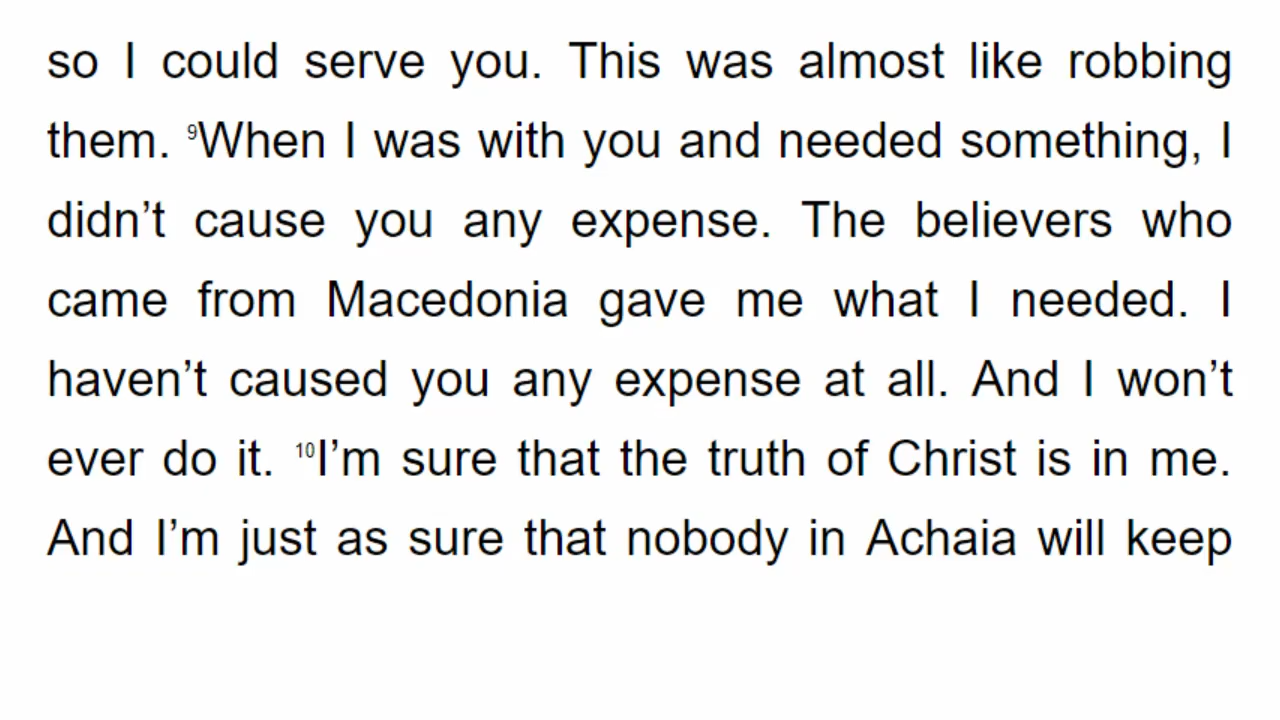 so I could serve you. This was almost like robbing
them. ⁹When I was with you and needed something, I
didn’t cause you any expense. The believers who
came from Macedonia gave me what I needed. I
haven’t caused you any expense at all. And I won’t
ever do it. ¹⁰I’m sure that the truth of Christ is in me.
And I’m just as sure that nobody in Achaia will keep